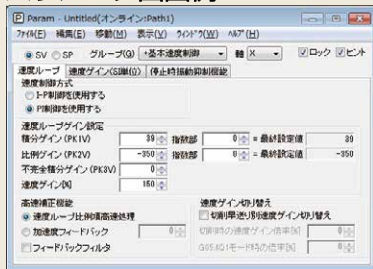 Param - Untitled(オンライン:Path1)
ファイル(F) 編集(E) 移動(M) 表示(V) ウィンドウ(W) ヘルプ(H)
SV SP グループ(G) +基本速度制御 軸 X ロック ヒント
速度ループ 速度ゲイン(SI単位) 停止時振動抑制機能
速度制御方式
I-P制御を使用する
PI制御を使用する
速度ループゲイン設定
積分ゲイン (PK1V) 39 指数部 0 = 最終設定値 39
比例ゲイン (PK2V) -350 指数部 0 = 最終設定値 -350
不完全積分ゲイン (PK3V) 0
速度ゲイン[%] 150
高速補正機能 速度ゲイン切り替え
速度ループ比例項高速処理 切削早送り別速度ゲイン切り替え
加速度フィードバック 0 切削時の速度ゲイン倍率[%] 0
フィードバックフィルタ G05.4Q1モード時の倍率[%] 0